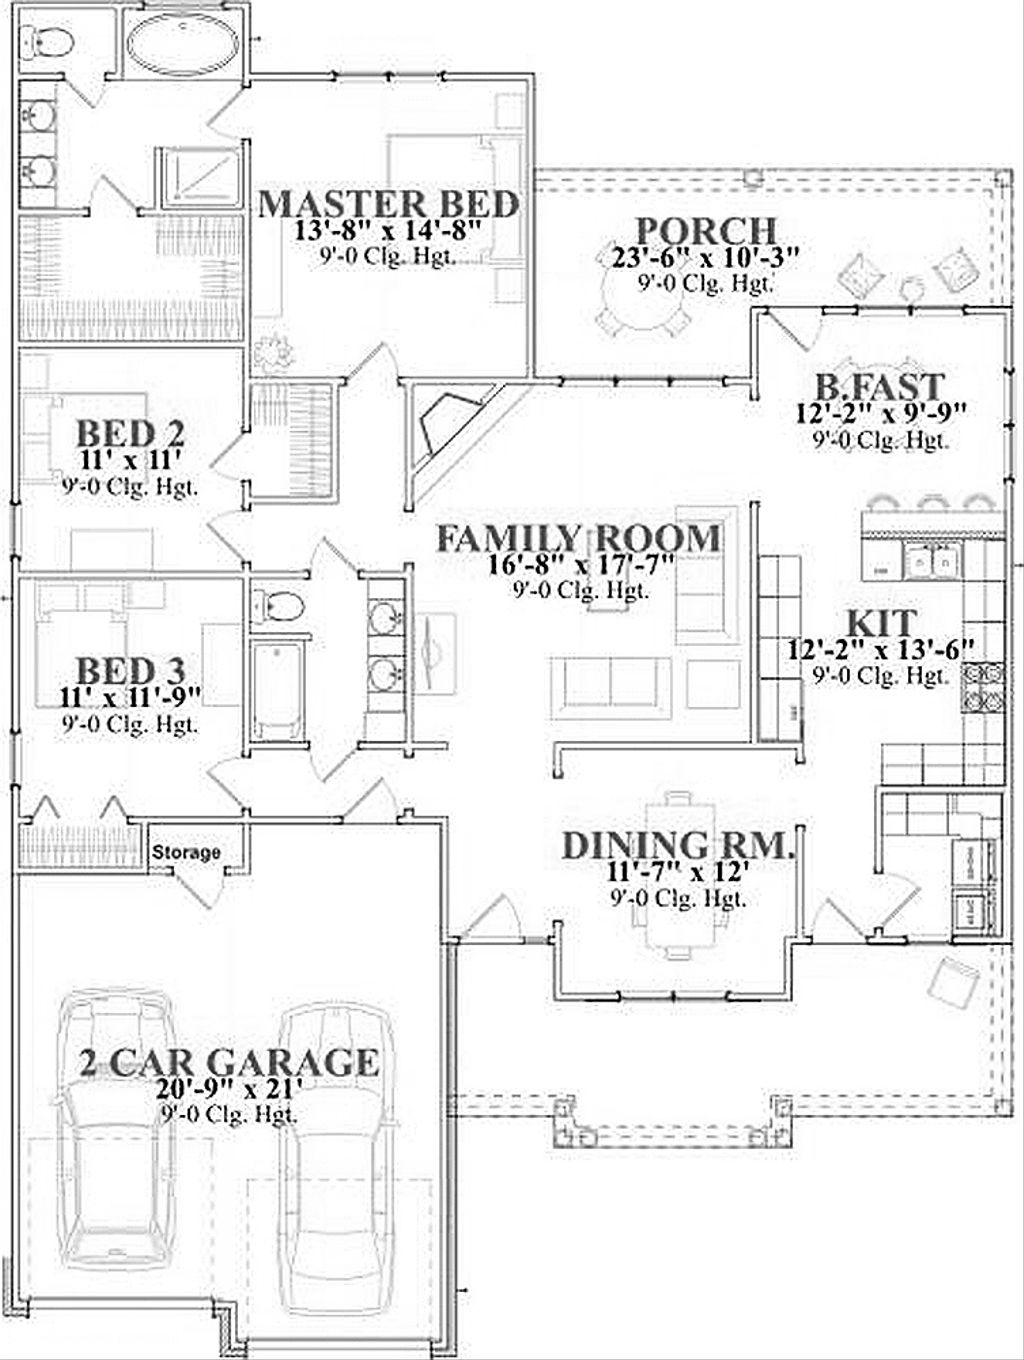 MASTER BED
13'-8" x 14'-8"
9'-0 Clg. Hgt.
PORCH
23'-6" x 10'-3"
9'-0 Clg. Hgt.
B.FAST
12'-2" x 9'-9"
9'-0 Clg. Hgt.
BED 2
11' x 11'
9'-0 Clg. Hgt.
FAMILY ROOM
16'-8" x 17'-7"
9'-0 Clg. Hgt.
KIT
12'-2" x 13'-6"
9'-0 Clg. Hgt.
BED 3
11' x 11'-9"
9'-0 Clg. Hgt.
DINING RM.
11'-7" x 12'
9'-0 Clg. Hgt.
Storage
2 CAR GARAGE
20'-9" x 21'
9'-0 Clg. Hgt.